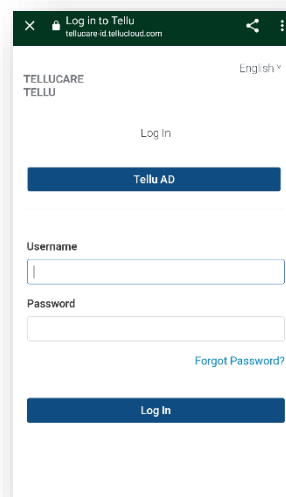 Log in to Tellu
tellucare-id.tellucloud.com
English
TELLUCARE
TELLU
Log In
Tellu AD
Username
Password
Forgot Password?
Log In